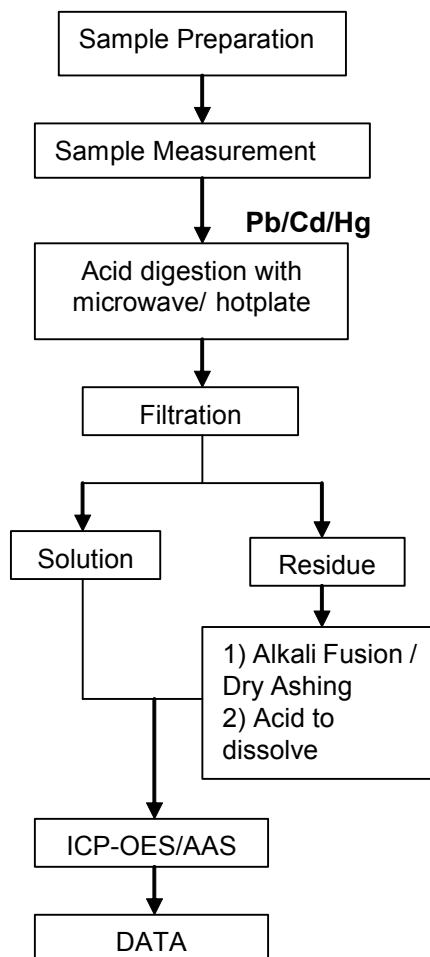 Sample Preparation
Sample Measurement
Pb/Cd/Hg
Acid digestion with
microwave/ hotplate
Filtration
Solution
Residue
1) Alkali Fusion /
Dry Ashing
2) Acid to
dissolve
ICP-OES/AAS
DATA